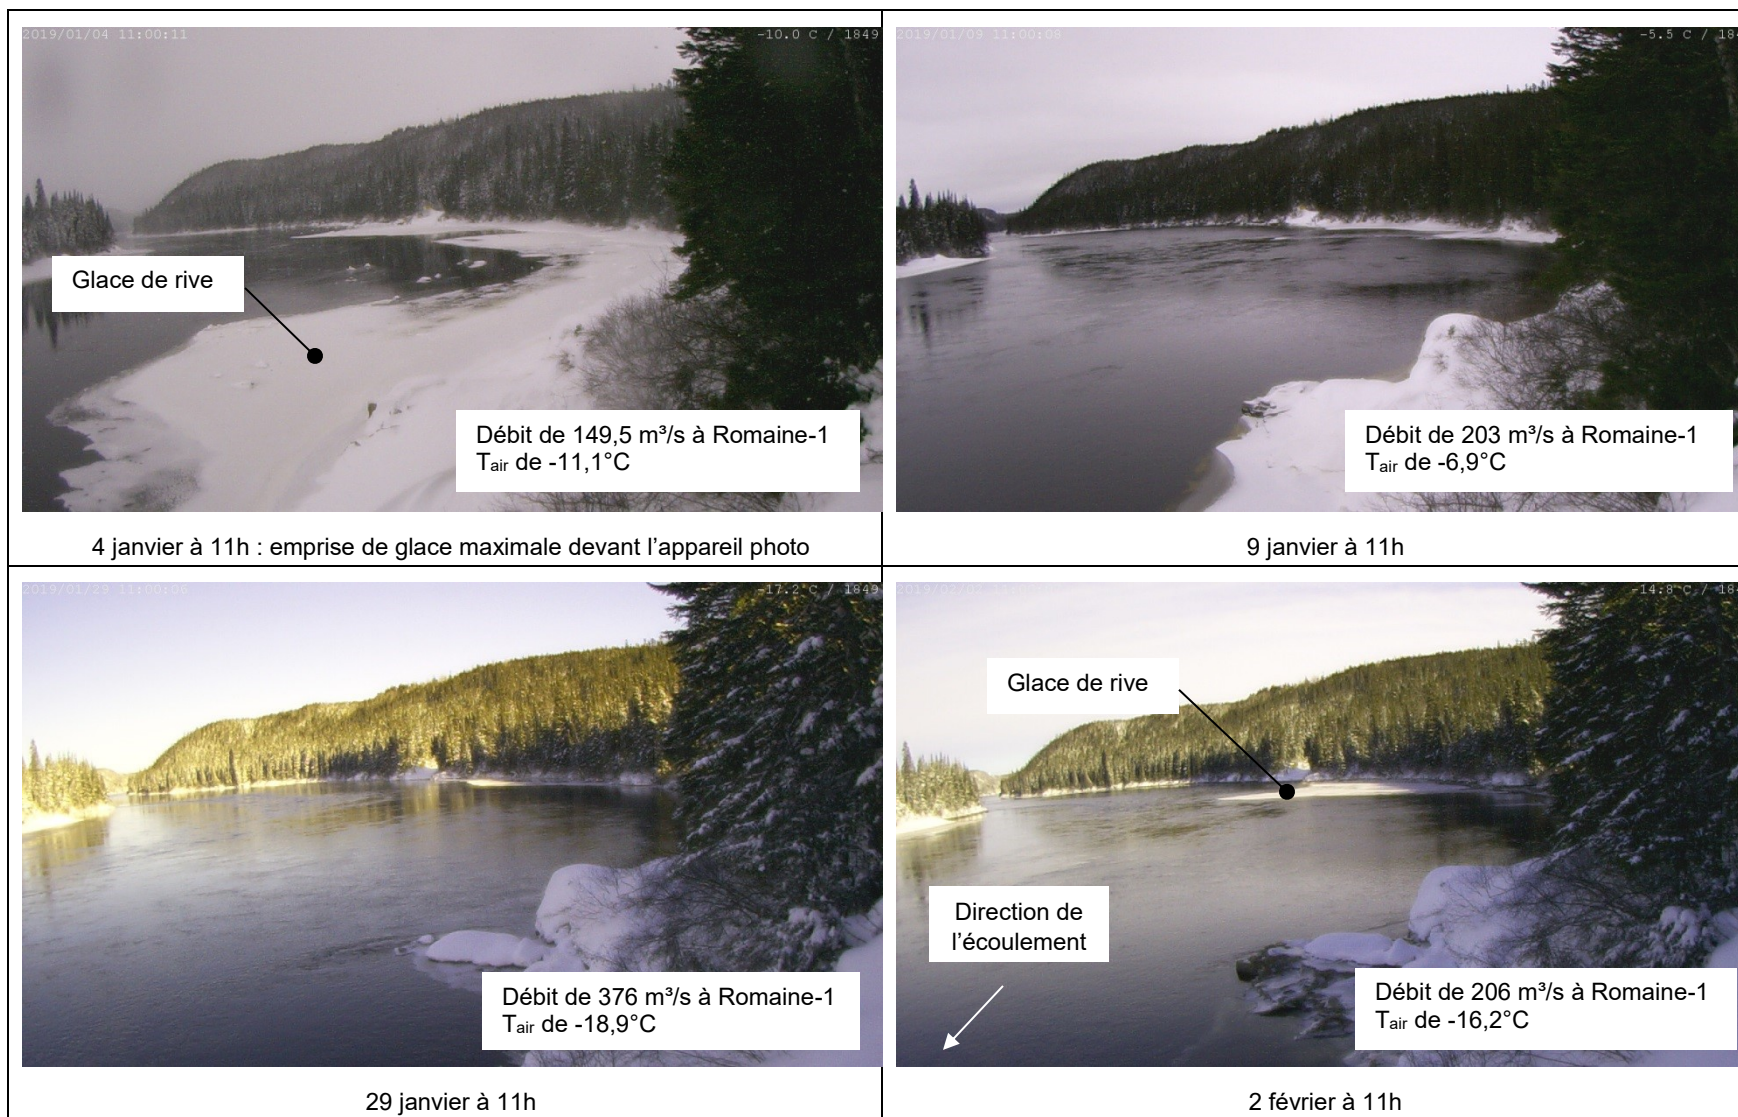 2019/01/04 11:00:11
-10.0 C / 1849
Glace de rive
Débit de 149,5 m³/s à Romaine-1
Tair de -11,1°C
4 janvier à 11h : emprise de glace maximale devant l'appareil photo
2019/01/09 11:00:08
-5.5 C / 184
Débit de 203 m³/s à Romaine-1
Tair de -6,9°C
9 janvier à 11h
2019/01/29 11:00:06
-17.2°C / 1849
Débit de 376 m³/s à Romaine-1
Tair de -18,9°C
29 janvier à 11h
-14.8°C / 184
Glace de rive
Direction de
l'écoulement
Débit de 206 m³/s à Romaine-1
Tair de -16,2°C
2 février à 11h